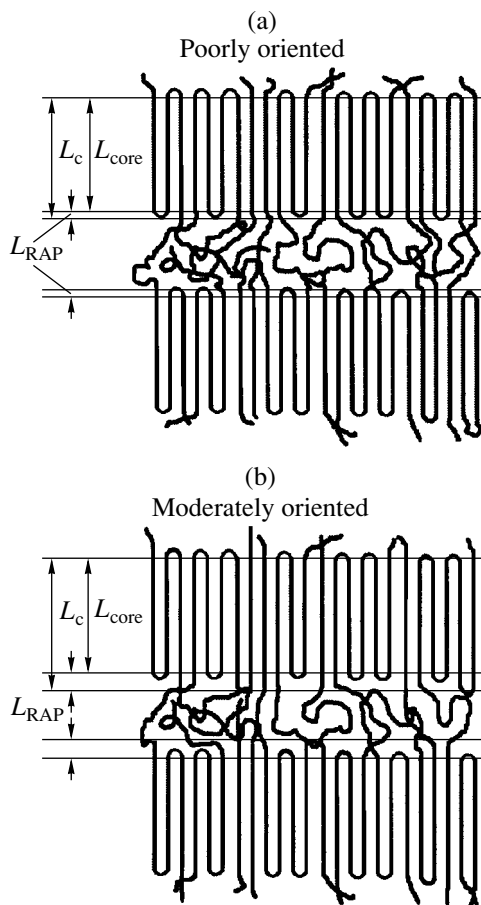 (a)
Poorly oriented
Lc Lcore
LRAP
(b)
Moderately oriented
Lc Lcore
LRAP